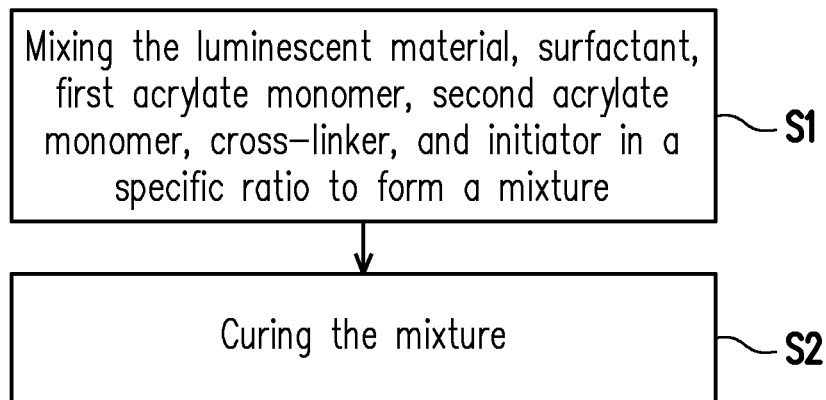 Mixing the luminescent material, surfactant,
first acrylate monomer, second acrylate
monomer, cross-linker, and initiator in a
specific ratio to form a mixture
S1
Curing the mixture
S2